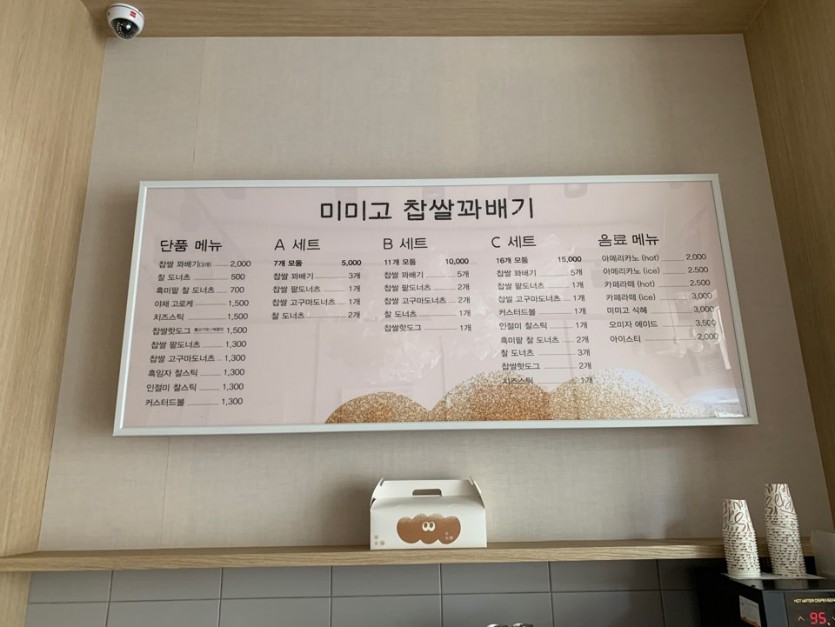 미미고 찹쌀꽈배기
단품 메뉴
찹쌀 꽈배기(3개) 2,000
찰 도너츠 500
흑미팥 찰 도너츠 700
야채 고로케 1,500
치즈스틱 1,500
찹쌀핫도그 1,500
찹쌀 팥도너츠 1,300
찹쌀 고구마도너츠 1,300
흑임자 찰스틱 1,300
인절미 찰스틱 1,300
커스터드볼 1,300
A 세트
7개 모둠 5,000
찹쌀 꽈배기 3개
찹쌀 팥도너츠 1개
찹쌀 고구마도너츠 1개
찰 도너츠 2개
B 세트
11개 모둠 10,000
찹쌀 꽈배기 5개
찹쌀 팥도너츠 2개
찹쌀 고구마도너츠 2개
찰 도너츠 1개
찹쌀핫도그 1개
C 세트
16개 모둠 15,000
찹쌀 꽈배기 5개
찹쌀 팥도너츠 1개
찹쌀 고구마도너츠 1개
커스터드볼 1개
인절미 찰스틱 1개
흑미팥 찰 도너츠 2개
찰 도너츠 3개
찹쌀핫도그 2개
치즈스틱 1개
음료 메뉴
아메리카노 (hot) 2,000
아메리카노 (ice) 2,500
카페라떼 (hot) 2,500
카페라떼 (ice) 3,000
미미고 식혜 3,000
오미자 에이드 3,500
아이스티 2,000
HOT WATER DISPENSER
95